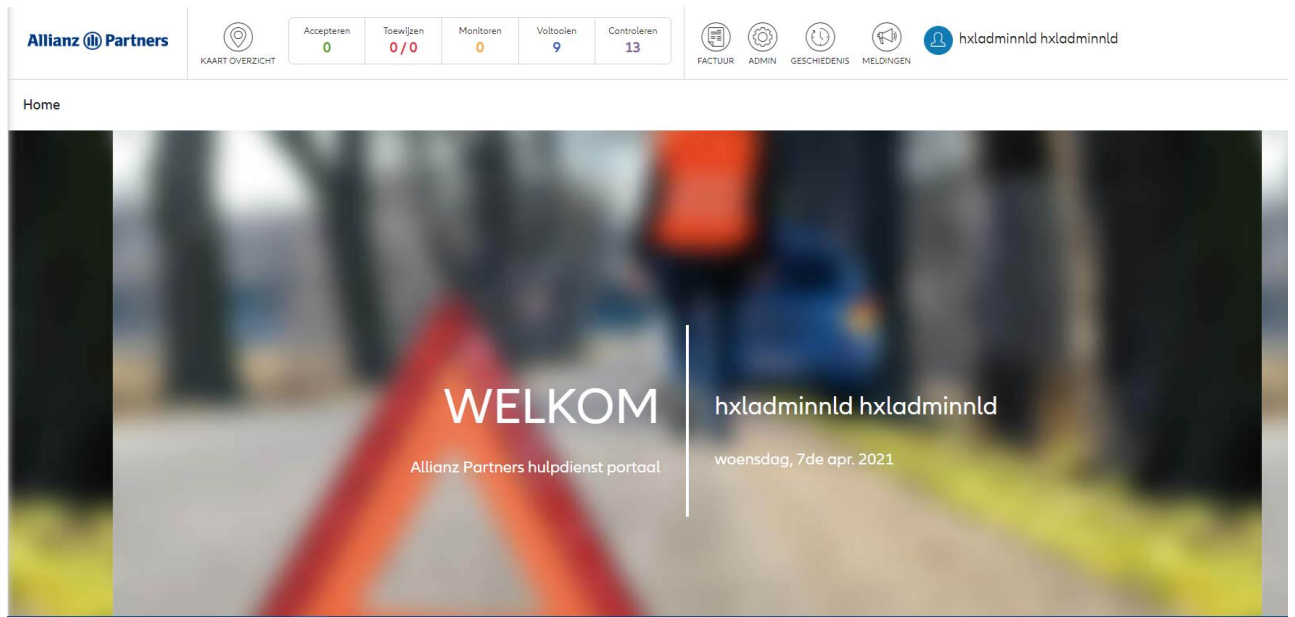 Allianz Partners
KAART OVERZICHT
Accepteren
0
Toewijzen
0 / 0
Monitoren
0
Voltooien
9
Controleren
13
FACTUUR
ADMIN
GESCHIEDENIS
MELDINGEN
hxladminnld hxladminnld
Home
WELKOM
Allianz Partners hulpdienst portaal
hxladminnld hxladminnld
woensdag, 7de apr. 2021